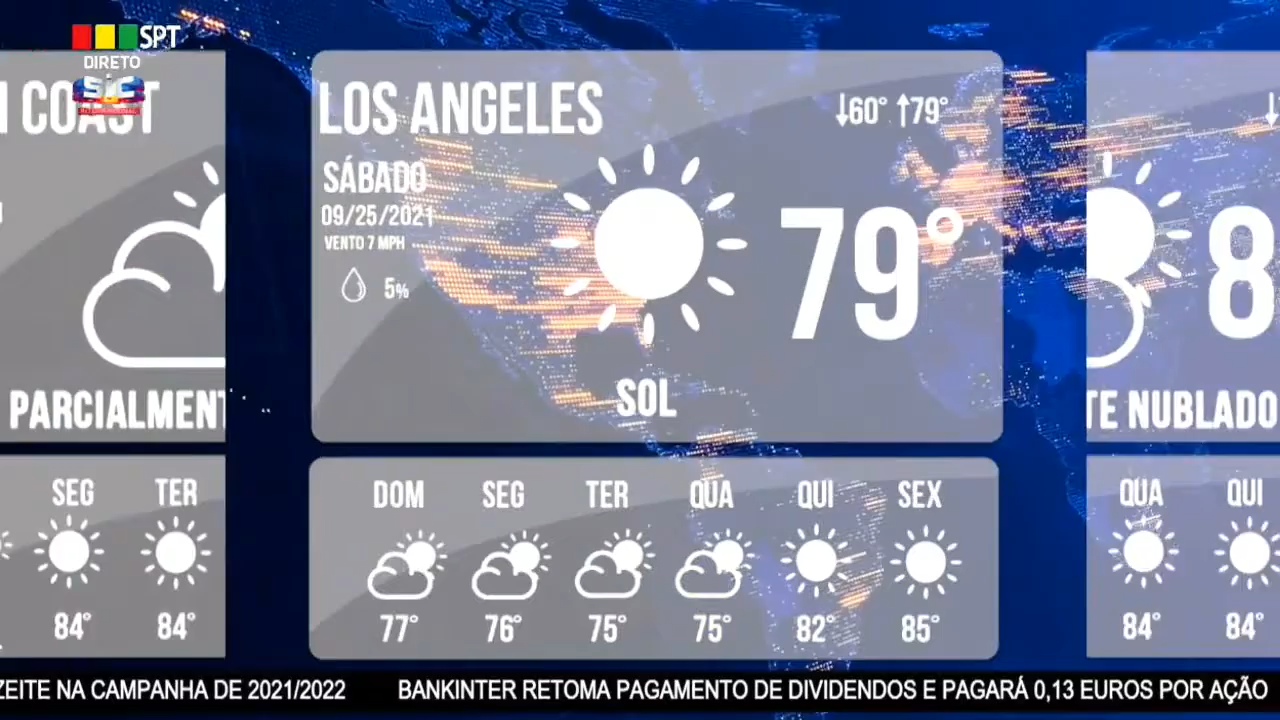 SPT
DIRETO
SIC
COAST
PARCIALMENT
SEG TER
84° 84°
LOS ANGELES
↓60° ↑79°
SÁBADO
09/25/2021
VENTO 7 MPH
5%
79°
SOL
DOM SEG TER QUA QUI SEX
77° 76° 75° 75° 82° 85°
8
TE NUBLADO
QUA QUI
84° 84°
ZEITE NA CAMPANHA DE 2021/2022 BANKINTER RETOMA PAGAMENTO DE DIVIDENDOS E PAGARÁ 0,13 EUROS POR AÇÃO